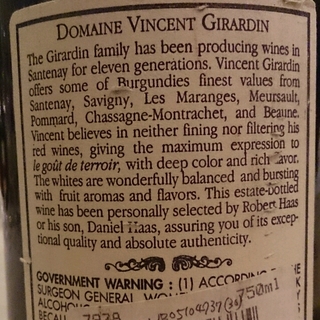 DOMAINE VINCENT GIRARDIN
The Girardin family has been producing wines in
Santenay for eleven generations. Vincent Girardin
offers some of Burgundies finest values from
Santenay, Savigny, Les Maranges, Meursault,
Pommard, Chassagne-Montrachet, and Beaune.
Vincent believes in neither fining nor filtering his
red wines, giving the maximum expression to
le goût de terroir, with deep color and rich flavor.
The whites are wonderfully balanced and bursting
with fruit aromas and flavors. This estate-bottled
wine has been personally selected by Robert Haas
or his son, Daniel Haas, assuring you of its excep-
tional quality and absolute authenticity.
GOVERNMENT WARNING : (1) ACCORDING
SURGEON GENERAL 750ml